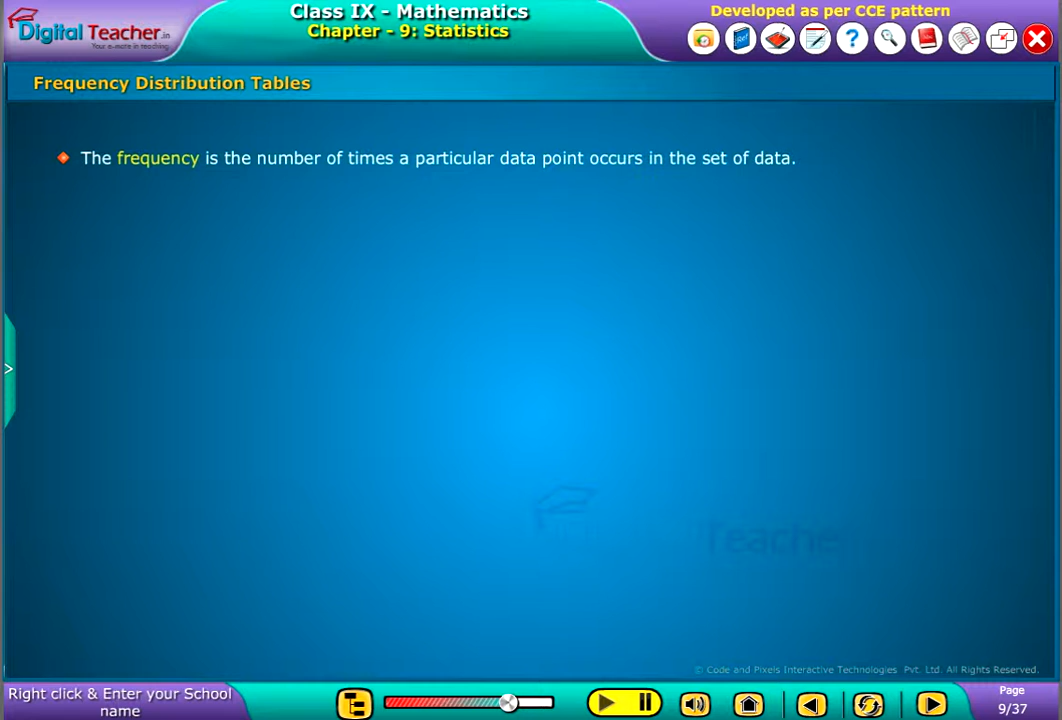 Digital Teacher.in
Your e-mate in teaching
Class IX - Mathematics
Chapter - 9: Statistics
Developed as per CCE pattern
Frequency Distribution Tables
The frequency is the number of times a particular data point occurs in the set of data.
>
Teacher
© Code and Pixels Interactive Technologies Pvt. Ltd. All Rights Reserved.
Right click & Enter your School
name
Page
9/37